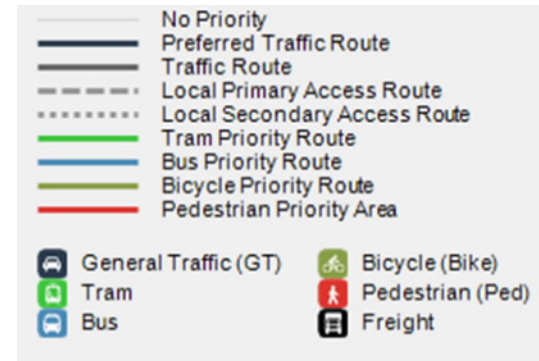 No Priority
Preferred Traffic Route
Traffic Route
Local Primary Access Route
Local Secondary Access Route
Tram Priority Route
Bus Priority Route
Bicycle Priority Route
Pedestrian Priority Area
General Traffic (GT)
Bicycle (Bike)
Tram
Pedestrian (Ped)
Bus
Freight